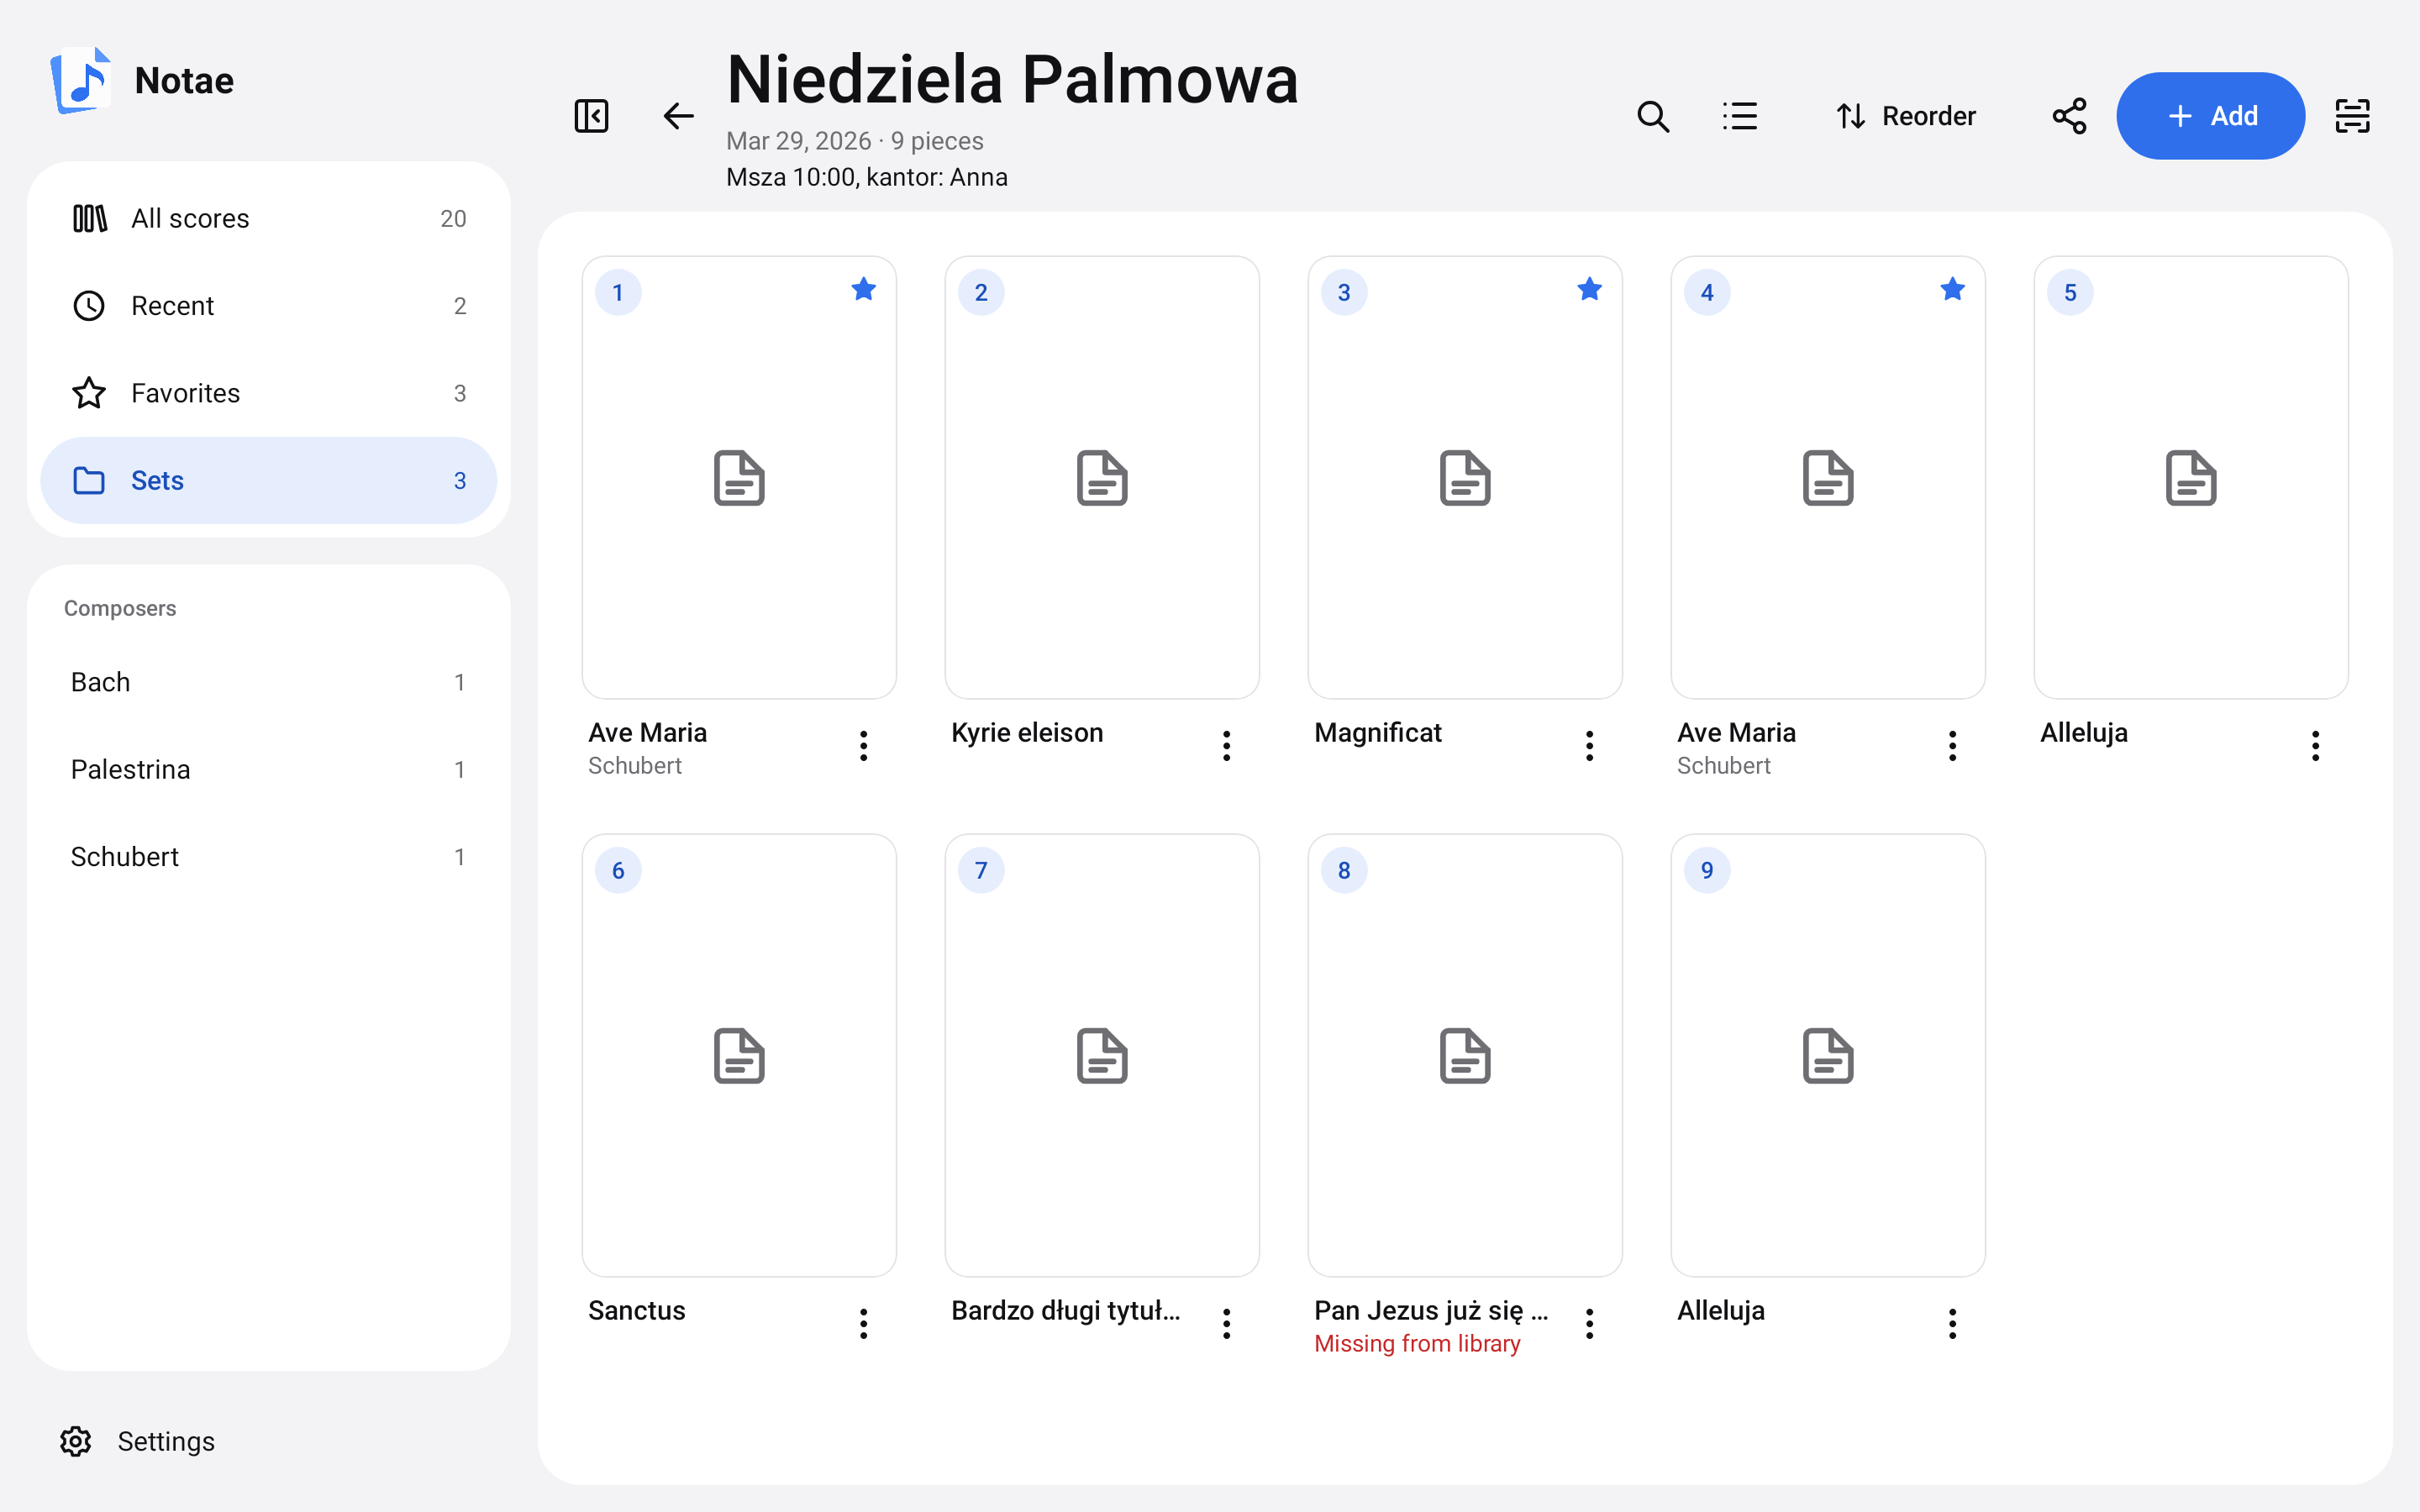 Notae
All scores 20
Recent 2
Favorites 3
Sets 3
Composers
Bach 1
Palestrina 1
Schubert 1
Settings
Niedziela Palmowa
Mar 29, 2026 · 9 pieces
Msza 10:00, kantor: Anna
Reorder
+ Add
1
2
3
4
5
Ave Maria
Schubert
Kyrie eleison
Magnificat
Ave Maria
Schubert
Alleluja
6
7
8
9
Sanctus
Bardzo długi tytuł...
Pan Jezus już się ...
Missing from library
Alleluja